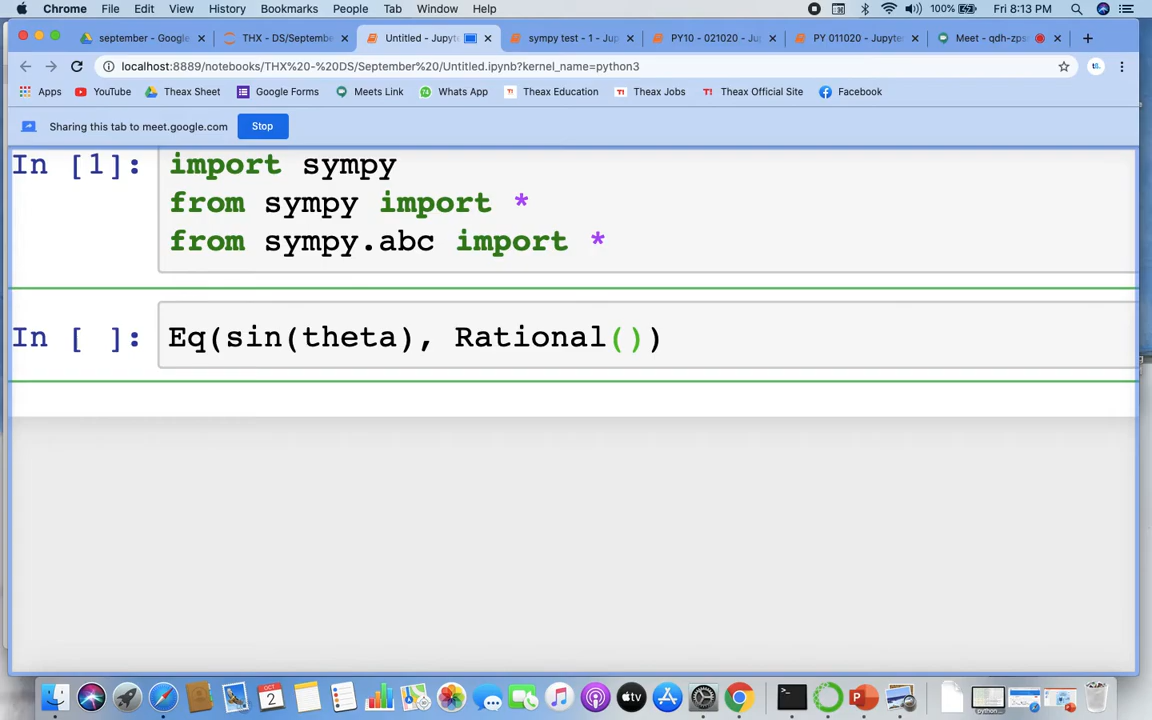 Chrome File Edit View History Bookmarks People Tab Window Help 100% Fri 8:13 PM
september - Google THX - DS/Septembe Untitled - Jupyt sympy test - 1 - Jup PY10 - 021020 - Ju PY 011020 - Jupyte Meet - qdh-zps
localhost:8889/notebooks/THX%20-%20DS/September%20/Untitled.ipynb?kernel_name=python3
Apps YouTube Theax Sheet Google Forms Meets Link Whats App Theax Education Theax Jobs Theax Official Site Facebook
Sharing this tab to meet.google.com Stop
In [1]: import sympy
from sympy import *
from sympy.abc import *
In [ ]: Eq(sin(theta), Rational())
OCT
2
tv